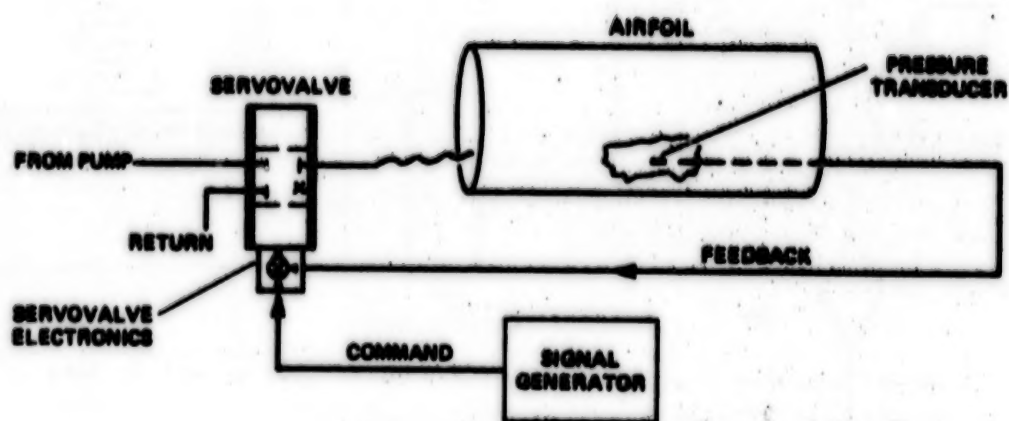 AIRFOIL
PRESSURE
TRANSDUCER
SERVOVALVE
FROM PUMP
RETURN
FEEDBACK
SERVOVALVE
ELECTRONICS
COMMAND
SIGNAL
GENERATOR